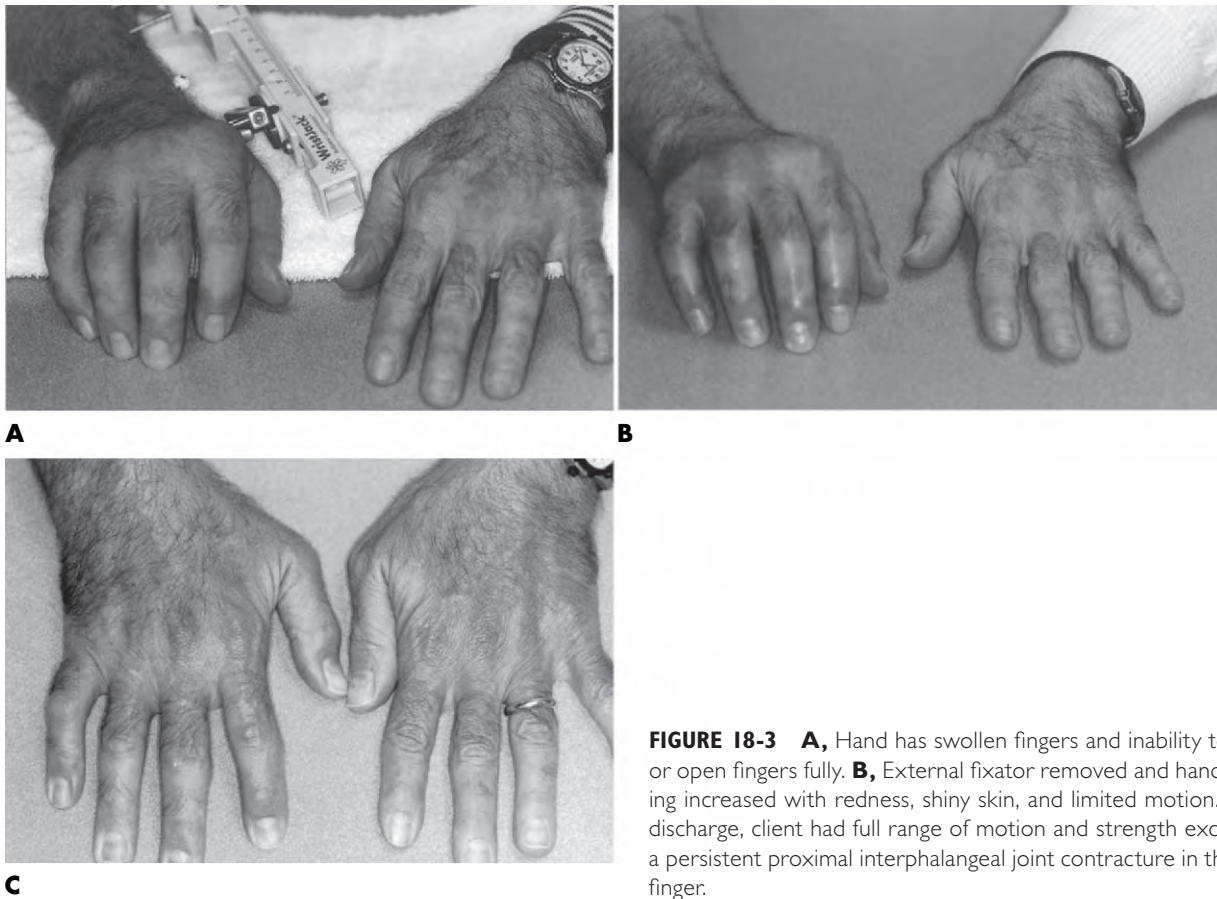 WristJack
A
B
C
FIGURE 18-3 A, Hand has swollen fingers and inability t
or open fingers fully. B, External fixator removed and hand
ing increased with redness, shiny skin, and limited motion.
discharge, client had full range of motion and strength exc
a persistent proximal interphalangeal joint contracture in th
finger.